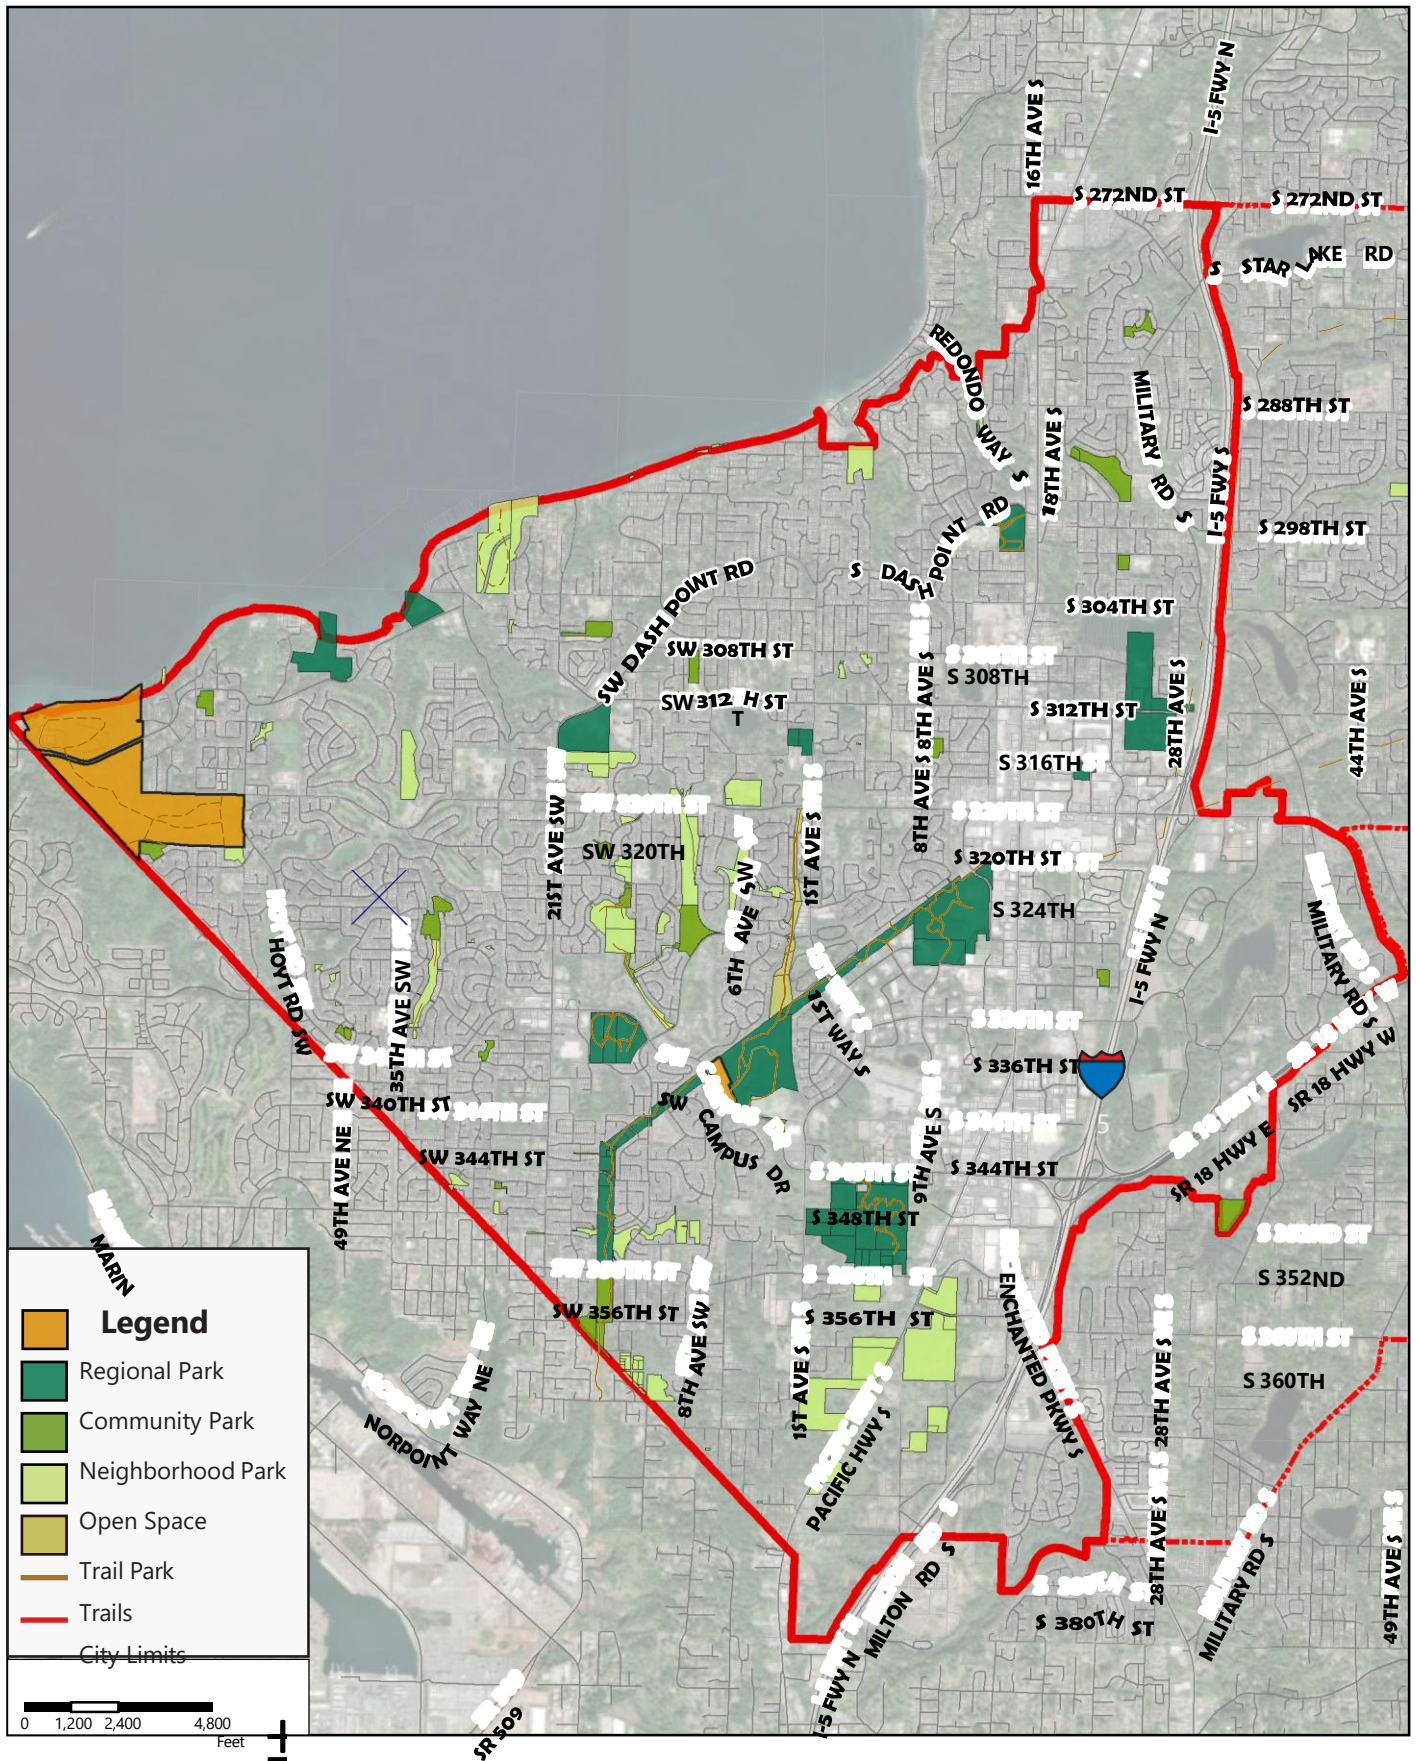 I-5 FWY N
16TH AVE S
S 272ND ST
S 272ND ST
S STAR LAKE RD
REDONDO WAY S
MILITARY RD S
S 288TH ST
18TH AVE S
I-5 FWY S
S 298TH ST
S DASH POINT RD
SW DASH POINT RD
S 304TH ST
SW 308TH ST
S 308TH
8TH AVE S
28TH AVE S
44TH AVE S
SW 312 H ST
T
S 312TH ST
S 316TH
8TH AVE S
21ST AVE SW
1ST AVE S
SW 320TH
S 320TH ST
6TH AVE SW
S 324TH
HOYT RD SW
35TH AVE SW
1ST WAY S
I-5 FWY N
MILITARY RD S
S 336TH ST
SR 18 HWY W
SW 340TH ST
SW CAMPUS DR
5
49TH AVE NE
SW 344TH ST
9TH AVE S
S 344TH ST
SR 18 HWY E
S 348TH ST
MARIN
S 352ND
SW 356TH ST
S 356TH ST
ENCHANTED PKWY S
8TH AVE SW
1ST AVE S
28TH AVE S
S 360TH
NORPOINT WAY NE
PACIFIC HWY S
28TH AVE S
MILTON RD S
MILITARY RD S
49TH AVE S
S 380TH ST
I-5 FWY N
SR 509
Legend
Regional Park
Community Park
Neighborhood Park
Open Space
Trail Park
Trails
City Limits
0 1,200 2,400 4,800
Feet